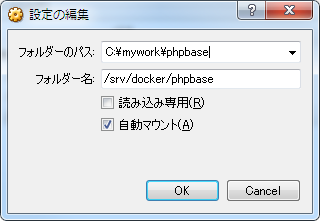 設定の編集
フォルダーのパス: C:¥mywork¥phpbase
フォルダー名: /srv/docker/phpbase
読み込み専用(R)
自動マウント(A)
OK Cancel